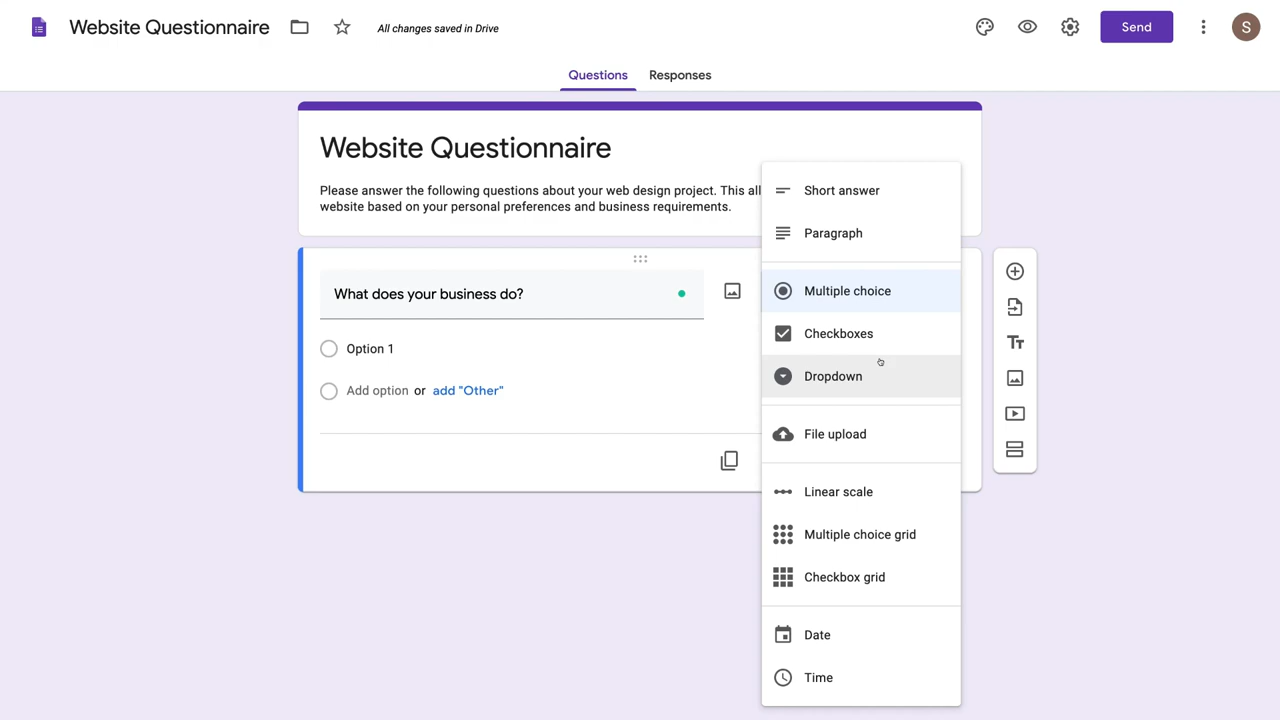 Website Questionnaire
All changes saved in Drive
Send
S
Questions
Responses
Website Questionnaire
Please answer the following questions about your web design project. This all
website based on your personal preferences and business requirements.
What does your business do?
Option 1
Add option or add "Other"
Short answer
Paragraph
Multiple choice
Checkboxes
Dropdown
File upload
Linear scale
Multiple choice grid
Checkbox grid
Date
Time
Tt